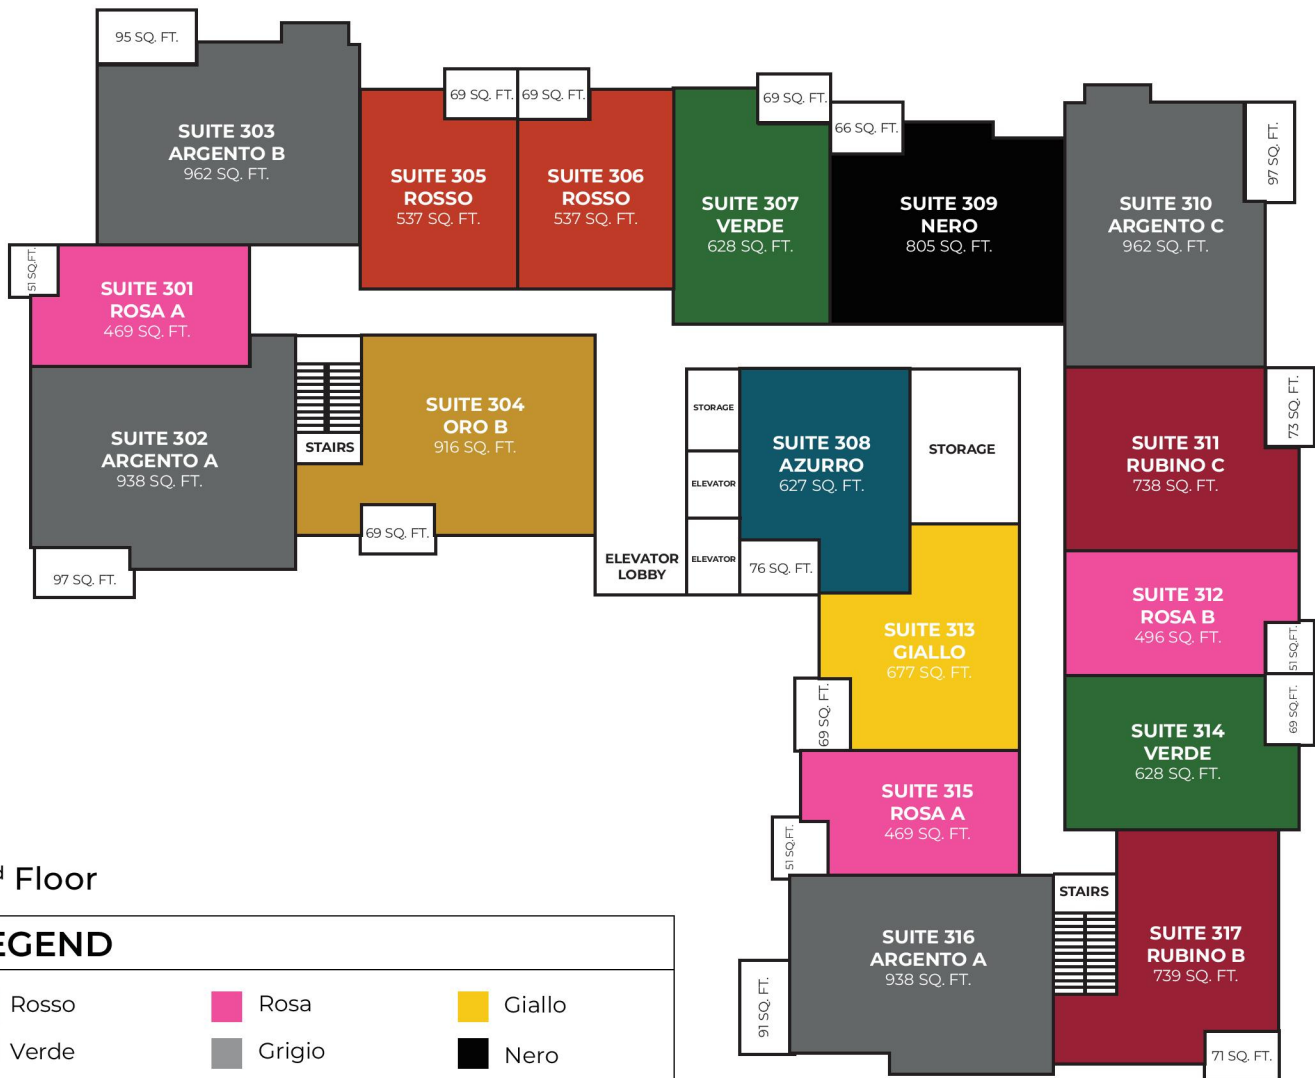 95 SQ. FT.
SUITE 303
ARGENTO B
962 SQ. FT.
69 SQ. FT.
69 SQ. FT.
SUITE 305
ROSSO
537 SQ. FT.
SUITE 306
ROSSO
537 SQ. FT.
69 SQ. FT.
SUITE 307
VERDE
628 SQ. FT.
66 SQ. FT.
SUITE 309
NERO
805 SQ. FT.
SUITE 310
ARGENTO C
962 SQ. FT.
97 SQ. FT.
51 SQ.FT.
SUITE 301
ROSA A
469 SQ. FT.
SUITE 302
ARGENTO A
938 SQ. FT.
97 SQ. FT.
STAIRS
SUITE 304
ORO B
916 SQ. FT.
69 SQ. FT.
ELEVATOR
LOBBY
STORAGE
ELEVATOR
ELEVATOR
SUITE 308
AZURRO
627 SQ. FT.
76 SQ. FT.
STORAGE
SUITE 311
RUBINO C
738 SQ. FT.
73 SQ. FT.
SUITE 312
ROSA B
496 SQ. FT.
51 SQ.FT.
SUITE 313
GIALLO
677 SQ. FT.
69 SQ. FT.
SUITE 314
VERDE
628 SQ. FT.
69 SQ.FT.
SUITE 315
ROSA A
469 SQ. FT.
51 SQ.FT.
SUITE 316
ARGENTO A
938 SQ. FT.
91 SQ. FT.
STAIRS
SUITE 317
RUBINO B
739 SQ. FT.
71 SQ. FT.
d Floor
EGEND
Rosso
Rosa
Giallo
Verde
Grigio
Nero